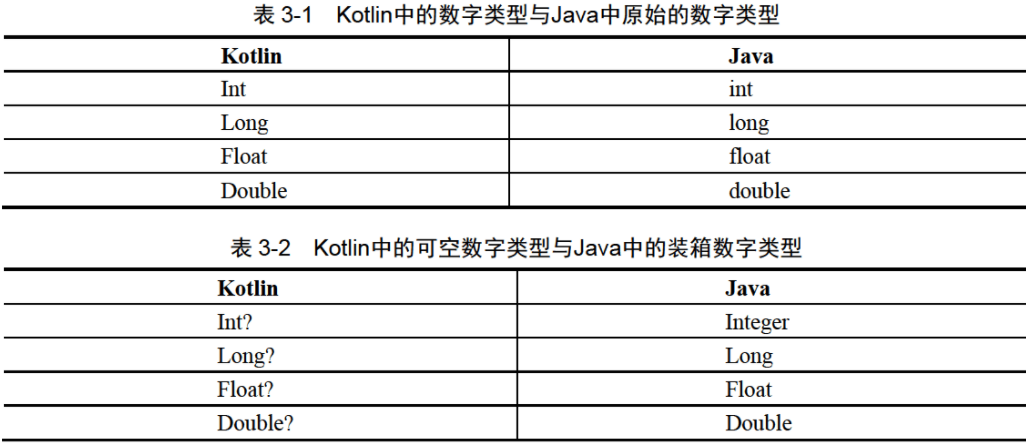 表 3-1 Kotlin中的数字类型与Java中原始的数字类型
Kotlin Java
Int int
Long long
Float float
Double double
表 3-2 Kotlin中的可空数字类型与Java中的装箱数字类型
Kotlin Java
Int? Integer
Long? Long
Float? Float
Double? Double